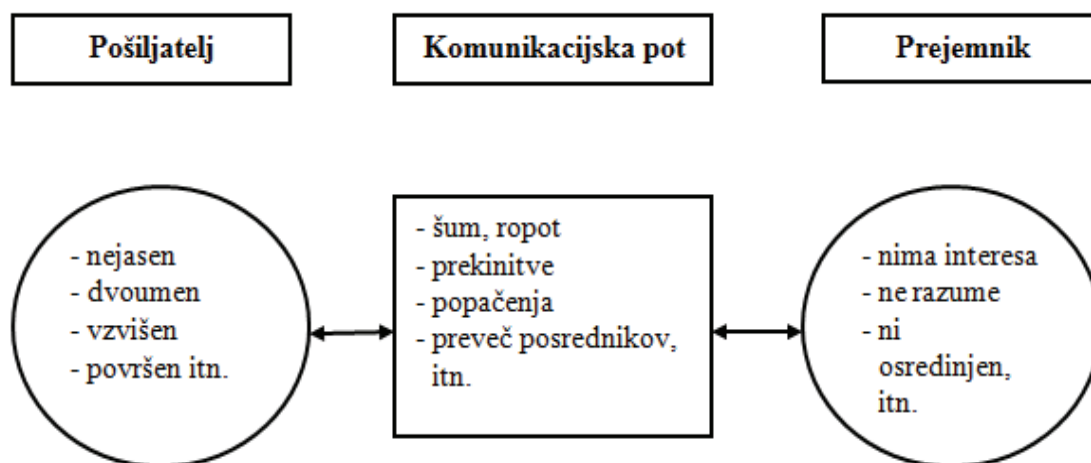 Pošiljatelj
Komunikacijska pot
Prejemnik
- nejasen
- dvoumen
- vzvišen
- površen itn.
- šum, ropot
- prekinitve
- popačenja
- preveč posrednikov,
itn.
- nima interesa
- ne razume
- ni
osredinjen,
itn.